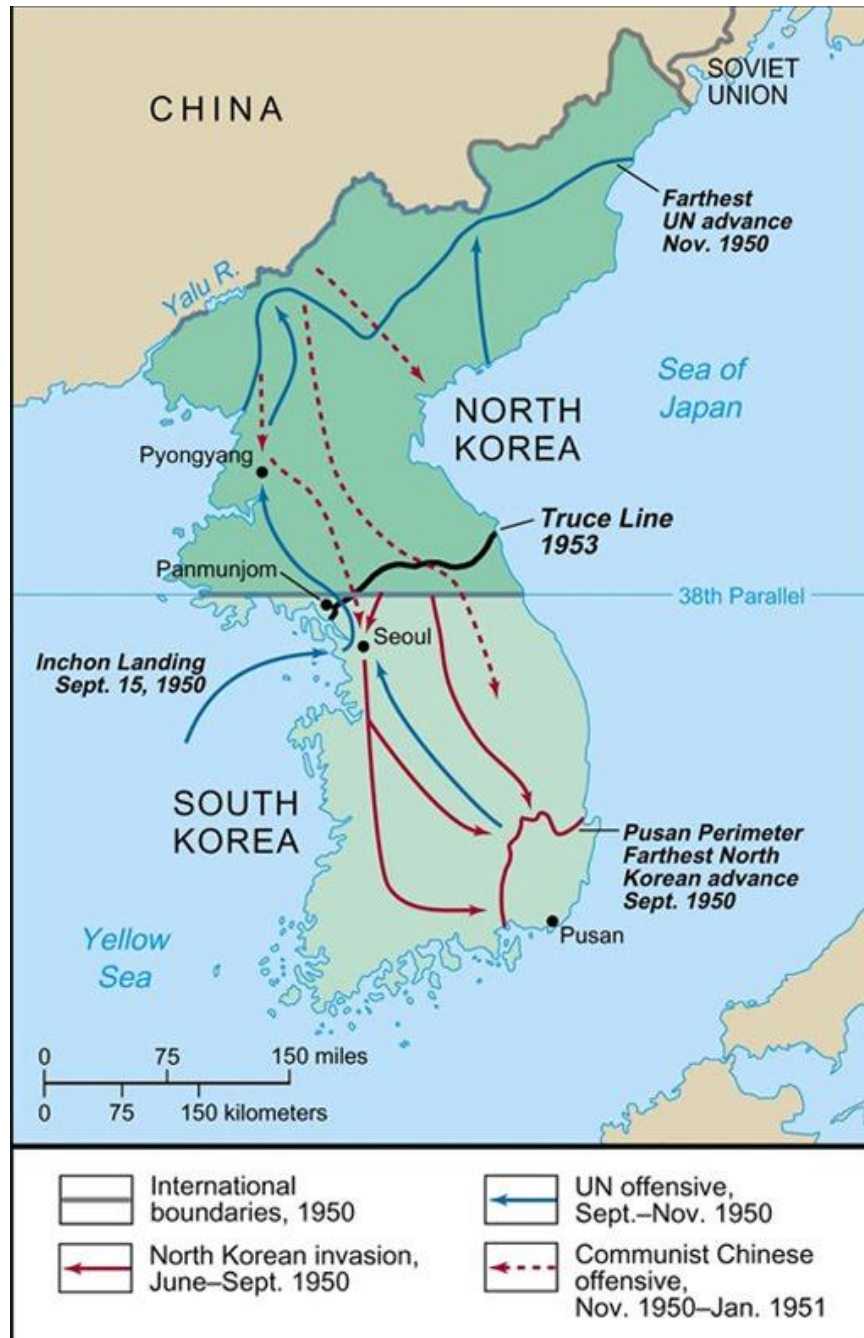 SOVIET
UNION
CHINA
Farthest
UN advance
Nov. 1950
Yalu R.
Sea of
Japan
NORTH
KOREA
Pyongyang
Truce Line
1953
Panmunjom
38th Parallel
Seoul
Inchon Landing
Sept. 15, 1950
SOUTH
KOREA
Pusan Perimeter
Farthest North
Korean advance
Sept. 1950
Pusan
Yellow
Sea
0 75 150 miles
0 75 150 kilometers
International
boundaries, 1950
UN offensive,
Sept.–Nov. 1950
North Korean invasion,
June–Sept. 1950
Communist Chinese
offensive,
Nov. 1950–Jan. 1951